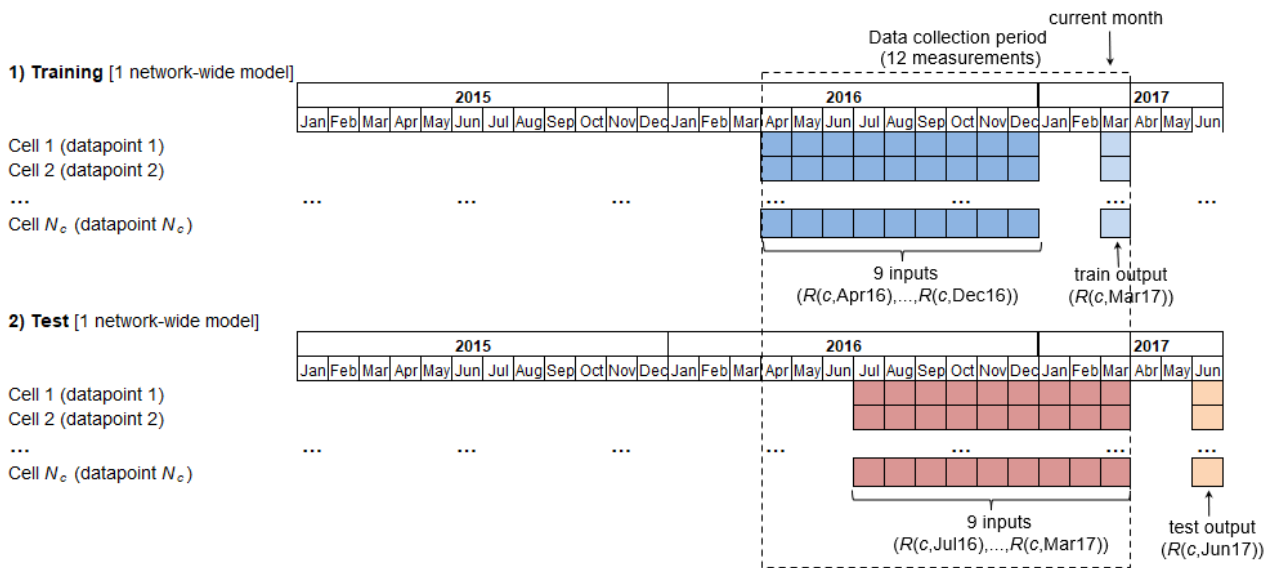 current month
Data collection period
(12 measurements)
1) Training [1 network-wide model]
2015 2016 2017
Jan Feb Mar Apr May Jun Jul Aug Sep Oct Nov Dec Jan Feb Mar Apr May Jun Jul Aug Sep Oct Nov Dec Jan Feb Mar Abr May Jun
Cell 1 (datapoint 1)
Cell 2 (datapoint 2)
... ... ... ... ... ... ... ...
Cell Nc (datapoint Nc)
9 inputs
(R(c,Apr16),...,R(c,Dec16))
train output
(R(c,Mar17))
2) Test [1 network-wide model]
2015 2016 2017
Jan Feb Mar Apr May Jun Jul Aug Sep Oct Nov Dec Jan Feb Mar Apr May Jun Jul Aug Sep Oct Nov Dec Jan Feb Mar Abr May Jun
Cell 1 (datapoint 1)
Cell 2 (datapoint 2)
... ... ... ... ... ... ... ...
Cell Nc (datapoint Nc)
9 inputs
(R(c,Jul16),...,R(c,Mar17))
test output
(R(c,Jun17))